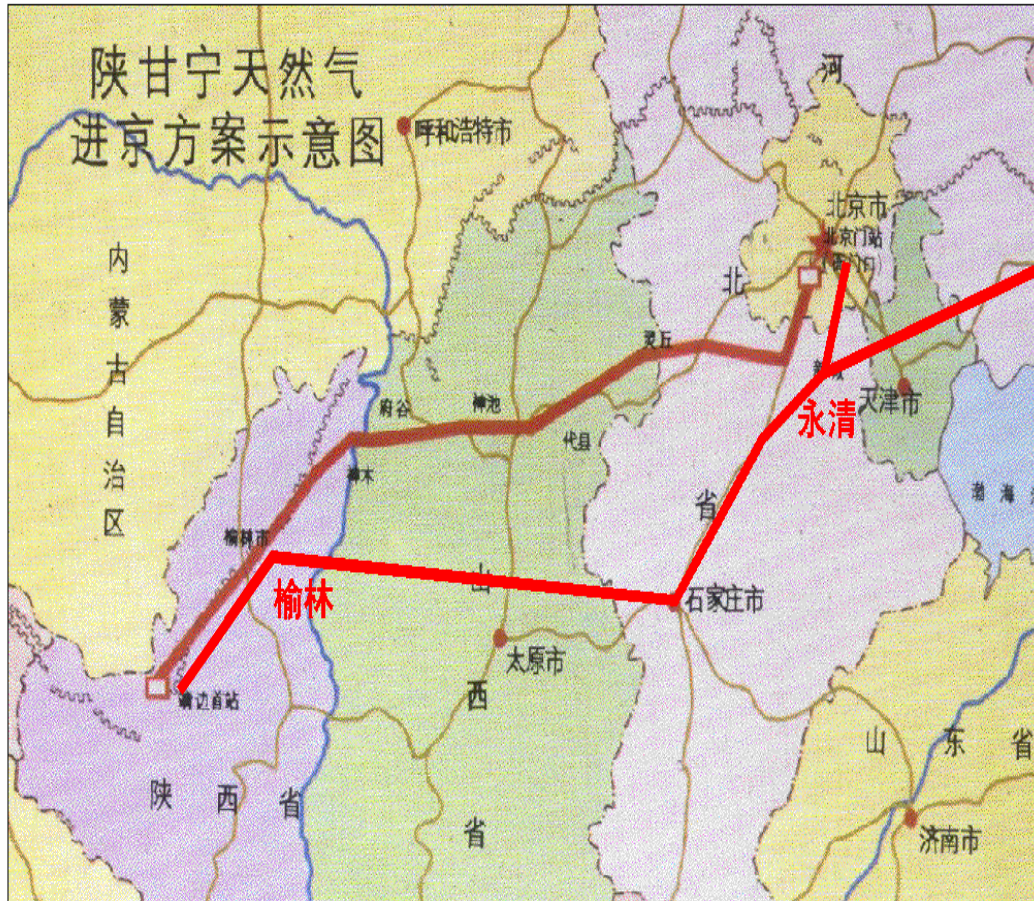 陕甘宁天然气
进京方案示意图
呼和浩特市
河
北京市
北京门站
北
内蒙古自治区
灵丘
天津市
永清
府谷
神池
代县
神木
省
渤海
榆林市
榆林
山
石家庄市
太原市
靖边首站
西
山东省
陕西省
省
济南市